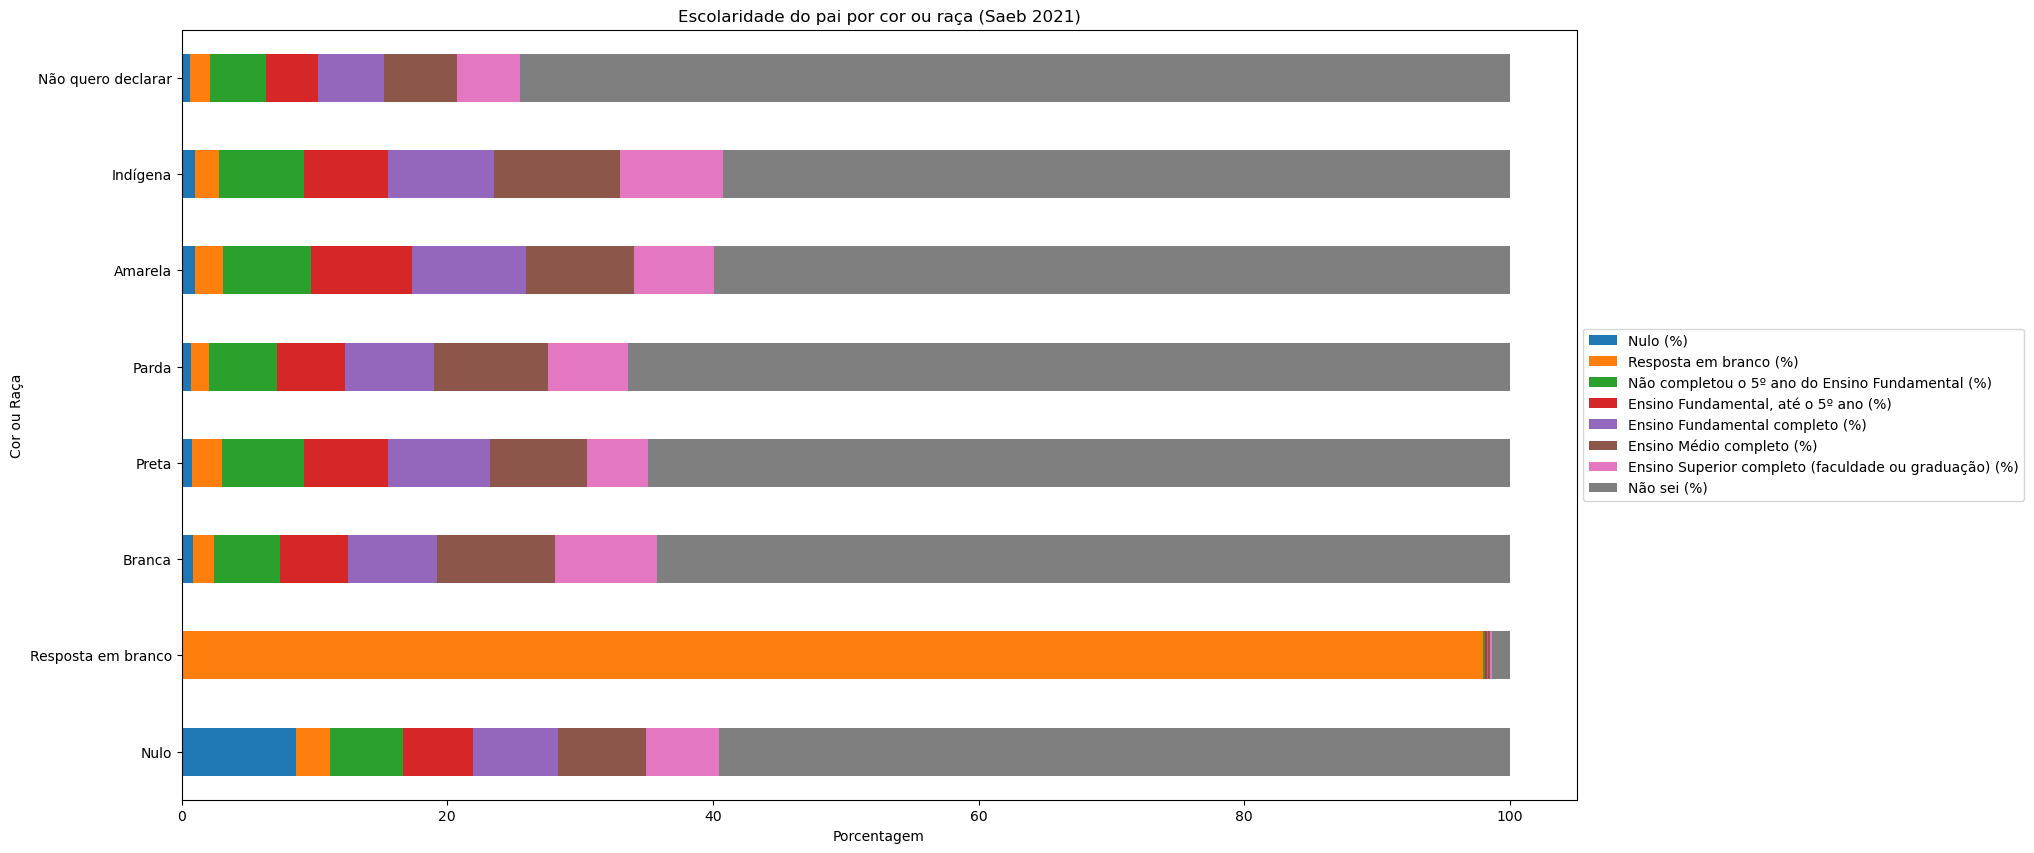 Escolaridade do pai por cor ou raça (Saeb 2021)
Não quero declarar
Indígena
Amarela
Parda
Preta
Branca
Resposta em branco
Nulo
Cor ou Raça
0 20 40 60 80 100
Porcentagem
Nulo (%)
Resposta em branco (%)
Não completou o 5º ano do Ensino Fundamental (%)
Ensino Fundamental, até o 5º ano (%)
Ensino Fundamental completo (%)
Ensino Médio completo (%)
Ensino Superior completo (faculdade ou graduação) (%)
Não sei (%)